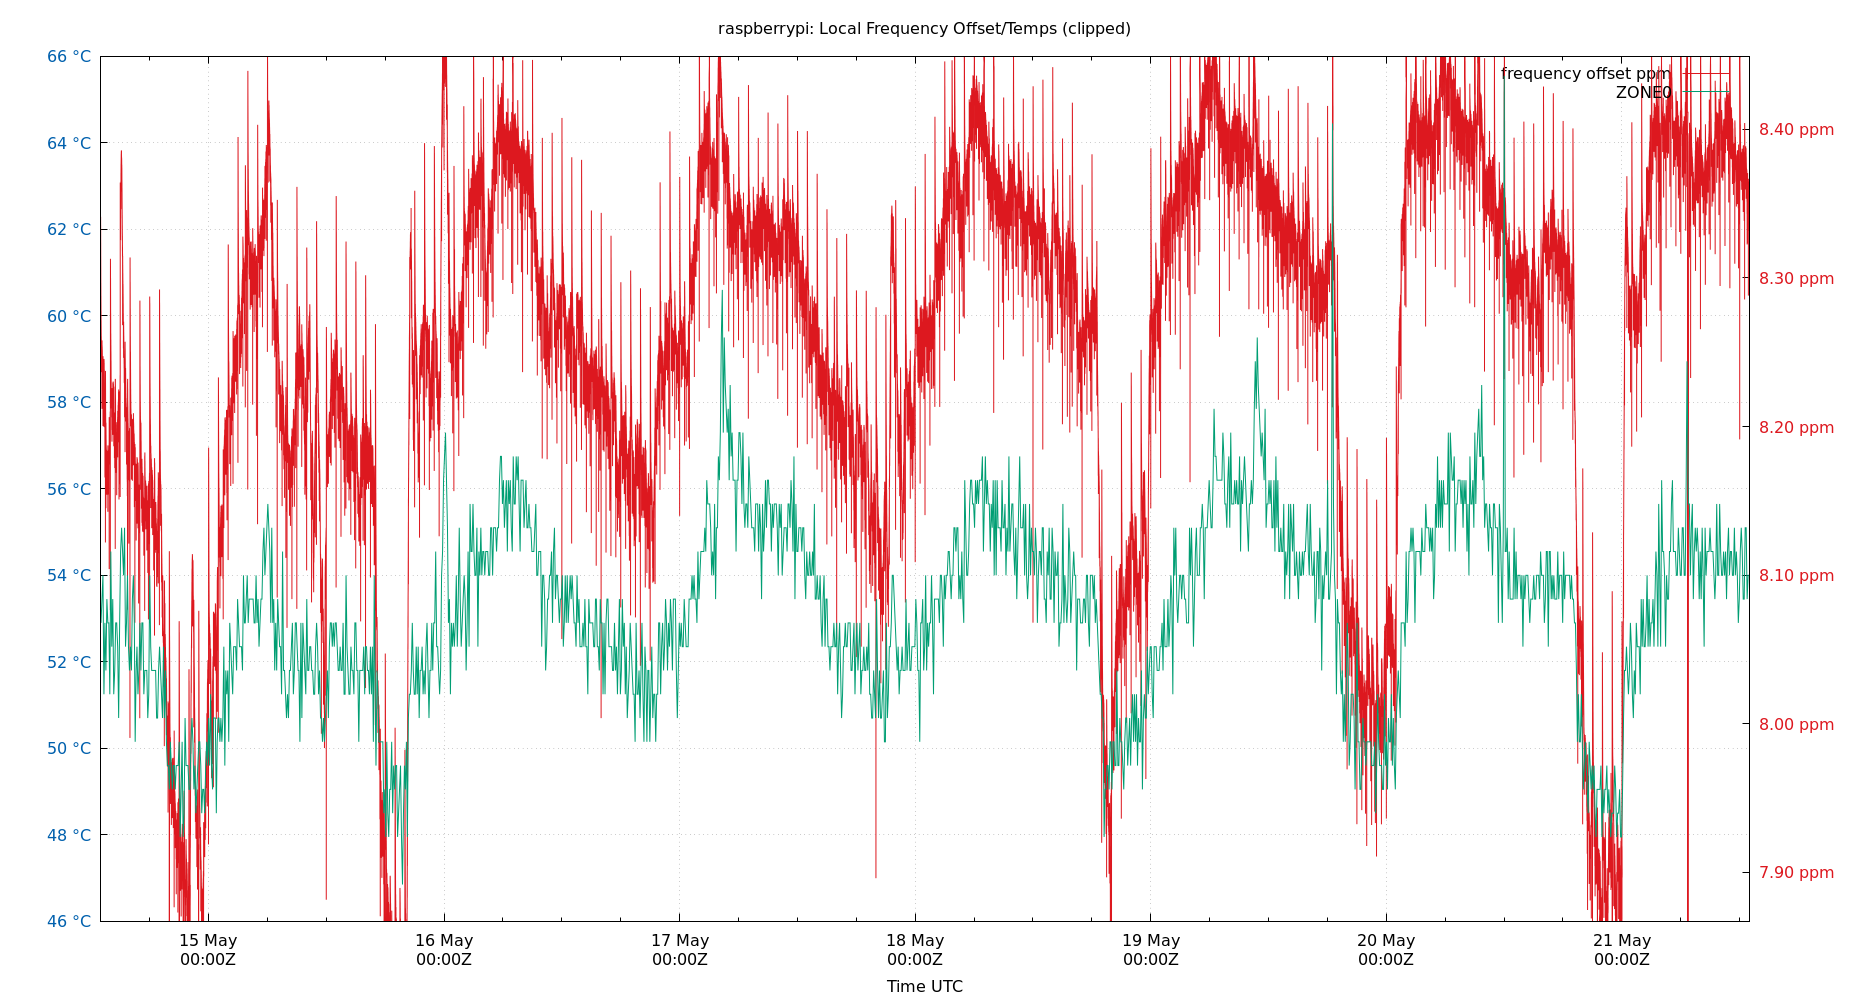 raspberrypi: Local Frequency Offset/Temps (clipped)
66 °C
64 °C
62 °C
60 °C
58 °C
56 °C
54 °C
52 °C
50 °C
48 °C
46 °C
frequency offset ppm
ZONE0
8.40 ppm
8.30 ppm
8.20 ppm
8.10 ppm
8.00 ppm
7.90 ppm
15 May
00:00Z
16 May
00:00Z
17 May
00:00Z
18 May
00:00Z
19 May
00:00Z
20 May
00:00Z
21 May
00:00Z
Time UTC